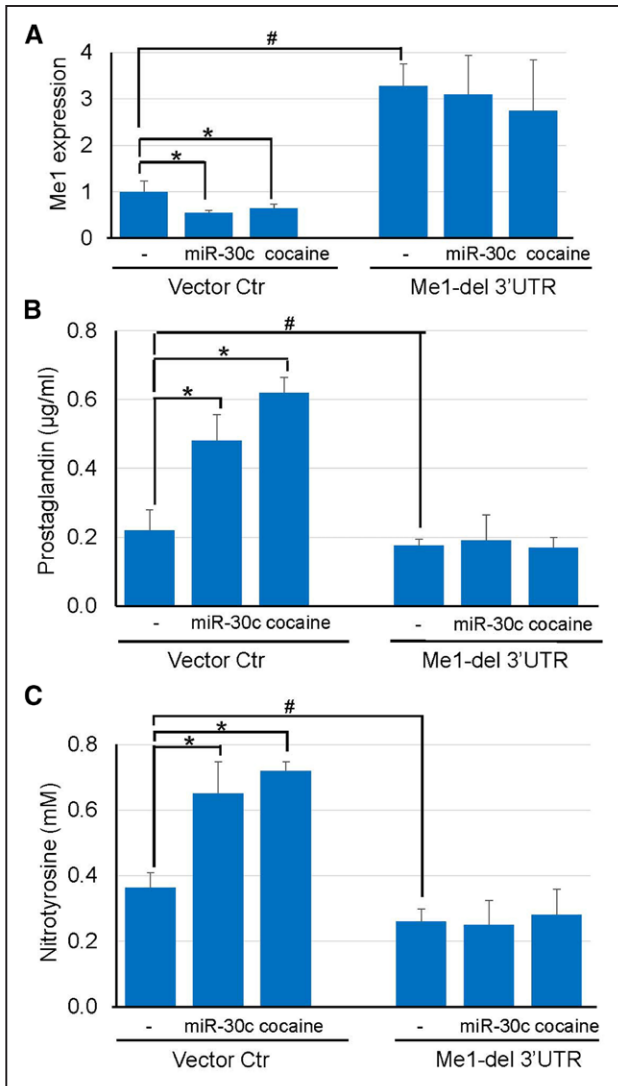 A
Me1 expression
4
3
2
1
0
#
*
*
- miR-30c cocaine - miR-30c cocaine
Vector Ctr Me1-del 3'UTR
B
Prostaglandin (µg/ml)
0.8
0.6
0.4
0.2
0.0
#
*
*
- miR-30c cocaine - miR-30c cocaine
Vector Ctr Me1-del 3'UTR
C
Nitrotyrosine (mM)
0.8
0.6
0.4
0.2
0.0
#
*
*
- miR-30c cocaine - miR-30c cocaine
Vector Ctr Me1-del 3'UTR